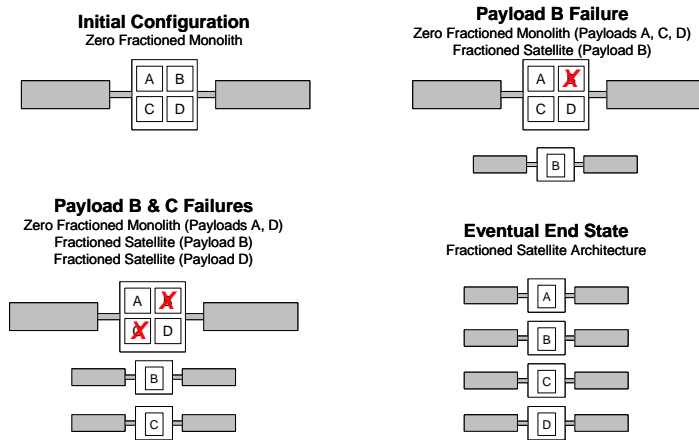 Initial Configuration
Zero Fractioned Monolith
A B
C D
Payload B Failure
Zero Fractioned Monolith (Payloads A, C, D)
Fractioned Satellite (Payload B)
A B
C D
B
Payload B & C Failures
Zero Fractioned Monolith (Payloads A, D)
Fractioned Satellite (Payload B)
Fractioned Satellite (Payload D)
A B
C D
B
C
Eventual End State
Fractioned Satellite Architecture
A
B
C
D